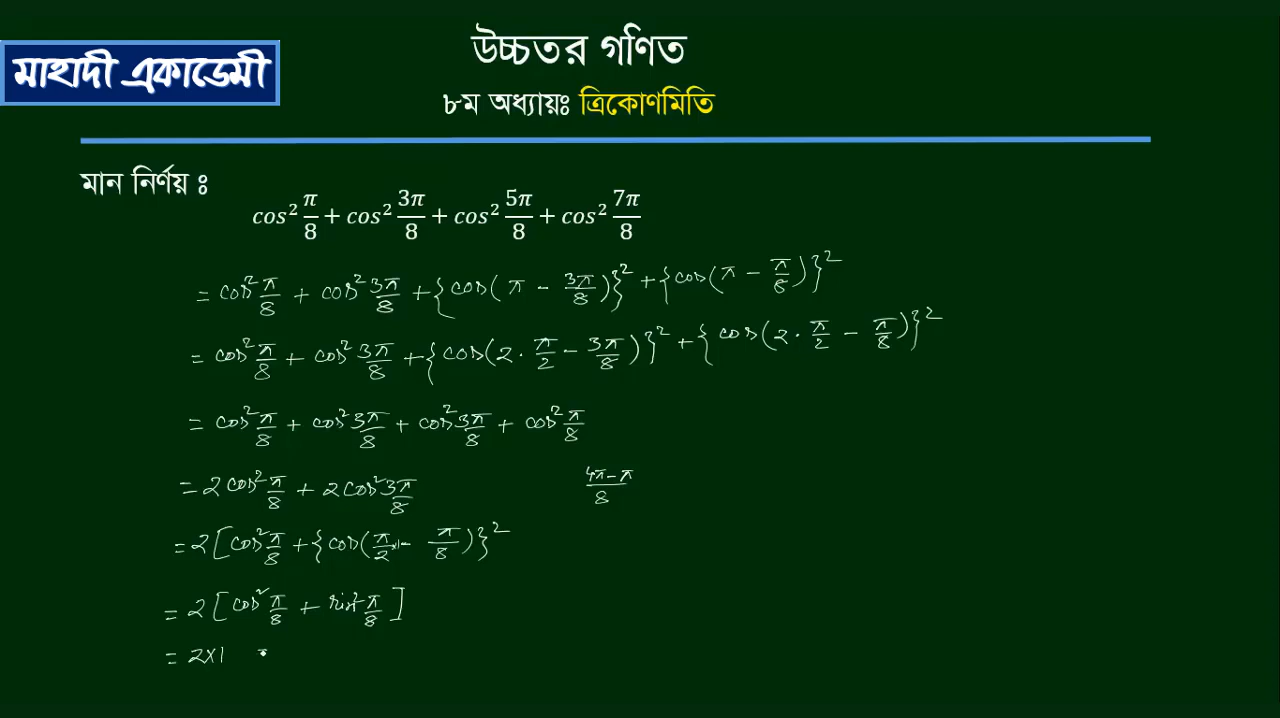 উচ্চতর গণিত
মাহাদী একাডেমী
৮ম অধ্যায়ঃ ত্রিকোণমিতি
মান নির্ণয় ঃ
cos² π/8 + cos² 3π/8 + cos² 5π/8 + cos² 7π/8
= cos² π/8 + cos² 3π/8 + {cos(π − 3π/8)}² + {cos(π − π/8)}²
= cos² π/8 + cos² 3π/8 + {cos(2·π/2 − 3π/8)}² + {cos(2·π/2 − π/8)}²
= cos² π/8 + cos² 3π/8 + cos² 3π/8 + cos² π/8
= 2cos² π/8 + 2cos² 3π/8
4π−π/8
= 2[cos² π/8 + {cos(π/2 − π/8)}²
= 2[cos² π/8 + sin² π/8]
= 2×1